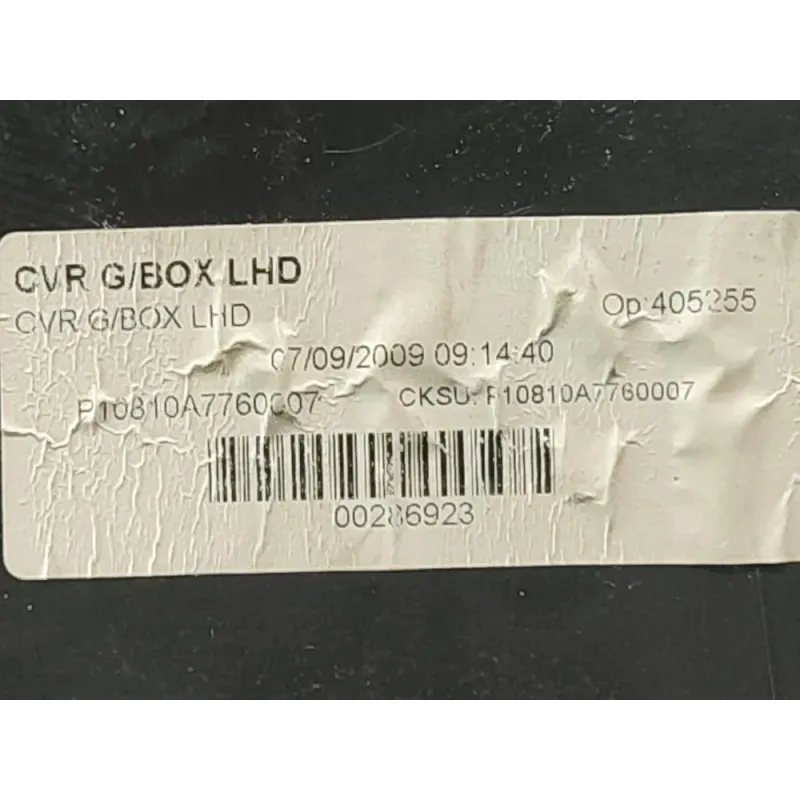 CVR G/BOX LHD
CVR G/BOX LHD
Op:405255
07/09/2009 09:14:40
P10810A7760007 CKSU: P10810A7760007
00286923